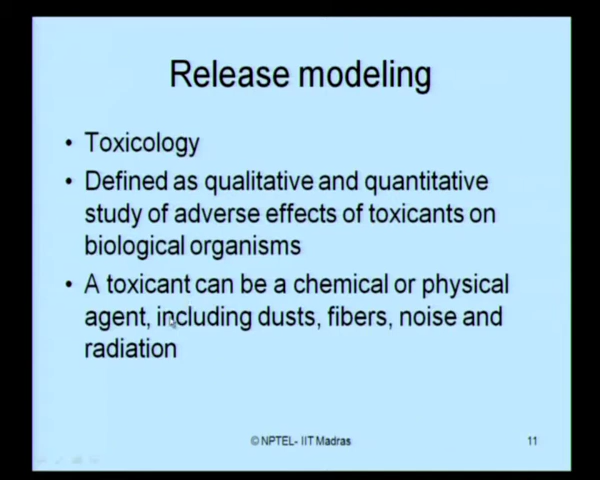 Release modeling
• Toxicology
• Defined as qualitative and quantitative
study of adverse effects of toxicants on
biological organisms
• A toxicant can be a chemical or physical
agent, including dusts, fibers, noise and
radiation
© NPTEL- IIT Madras
11